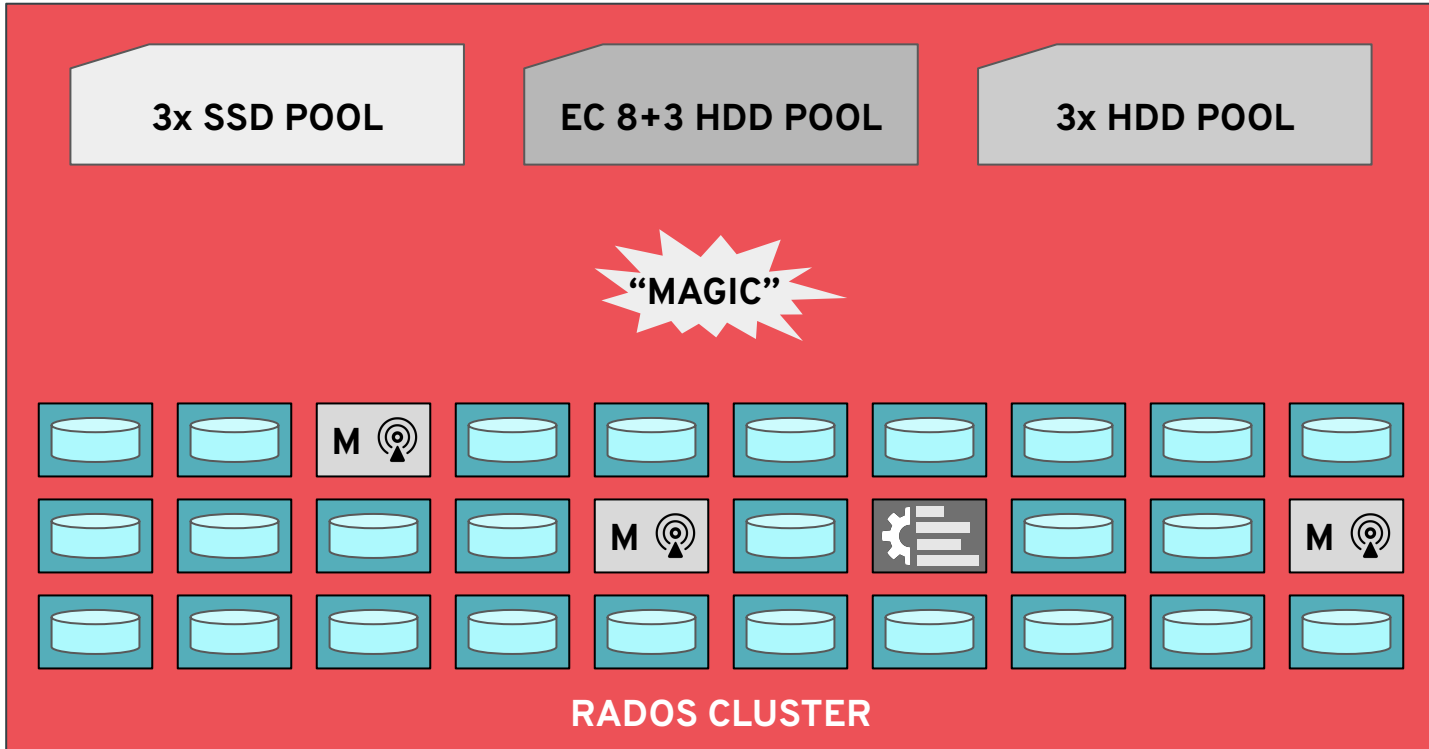 3x SSD POOL
EC 8+3 HDD POOL
3x HDD POOL
“MAGIC”
M
M
M
RADOS CLUSTER